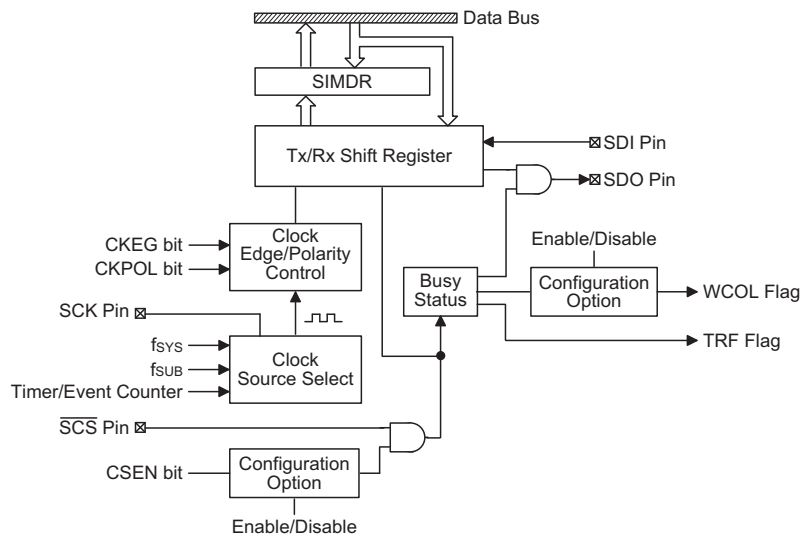 Data Bus
SIMDR
Tx/Rx Shift Register
SDI Pin
SDO Pin
CKEG bit
CKPOL bit
Clock
Edge/Polarity
Control
Enable/Disable
Busy
Status
Configuration
Option
WCOL Flag
SCK Pin
TRF Flag
fSYS
fSUB
Timer/Event Counter
Clock
Source Select
SCS Pin
CSEN bit
Configuration
Option
Enable/Disable